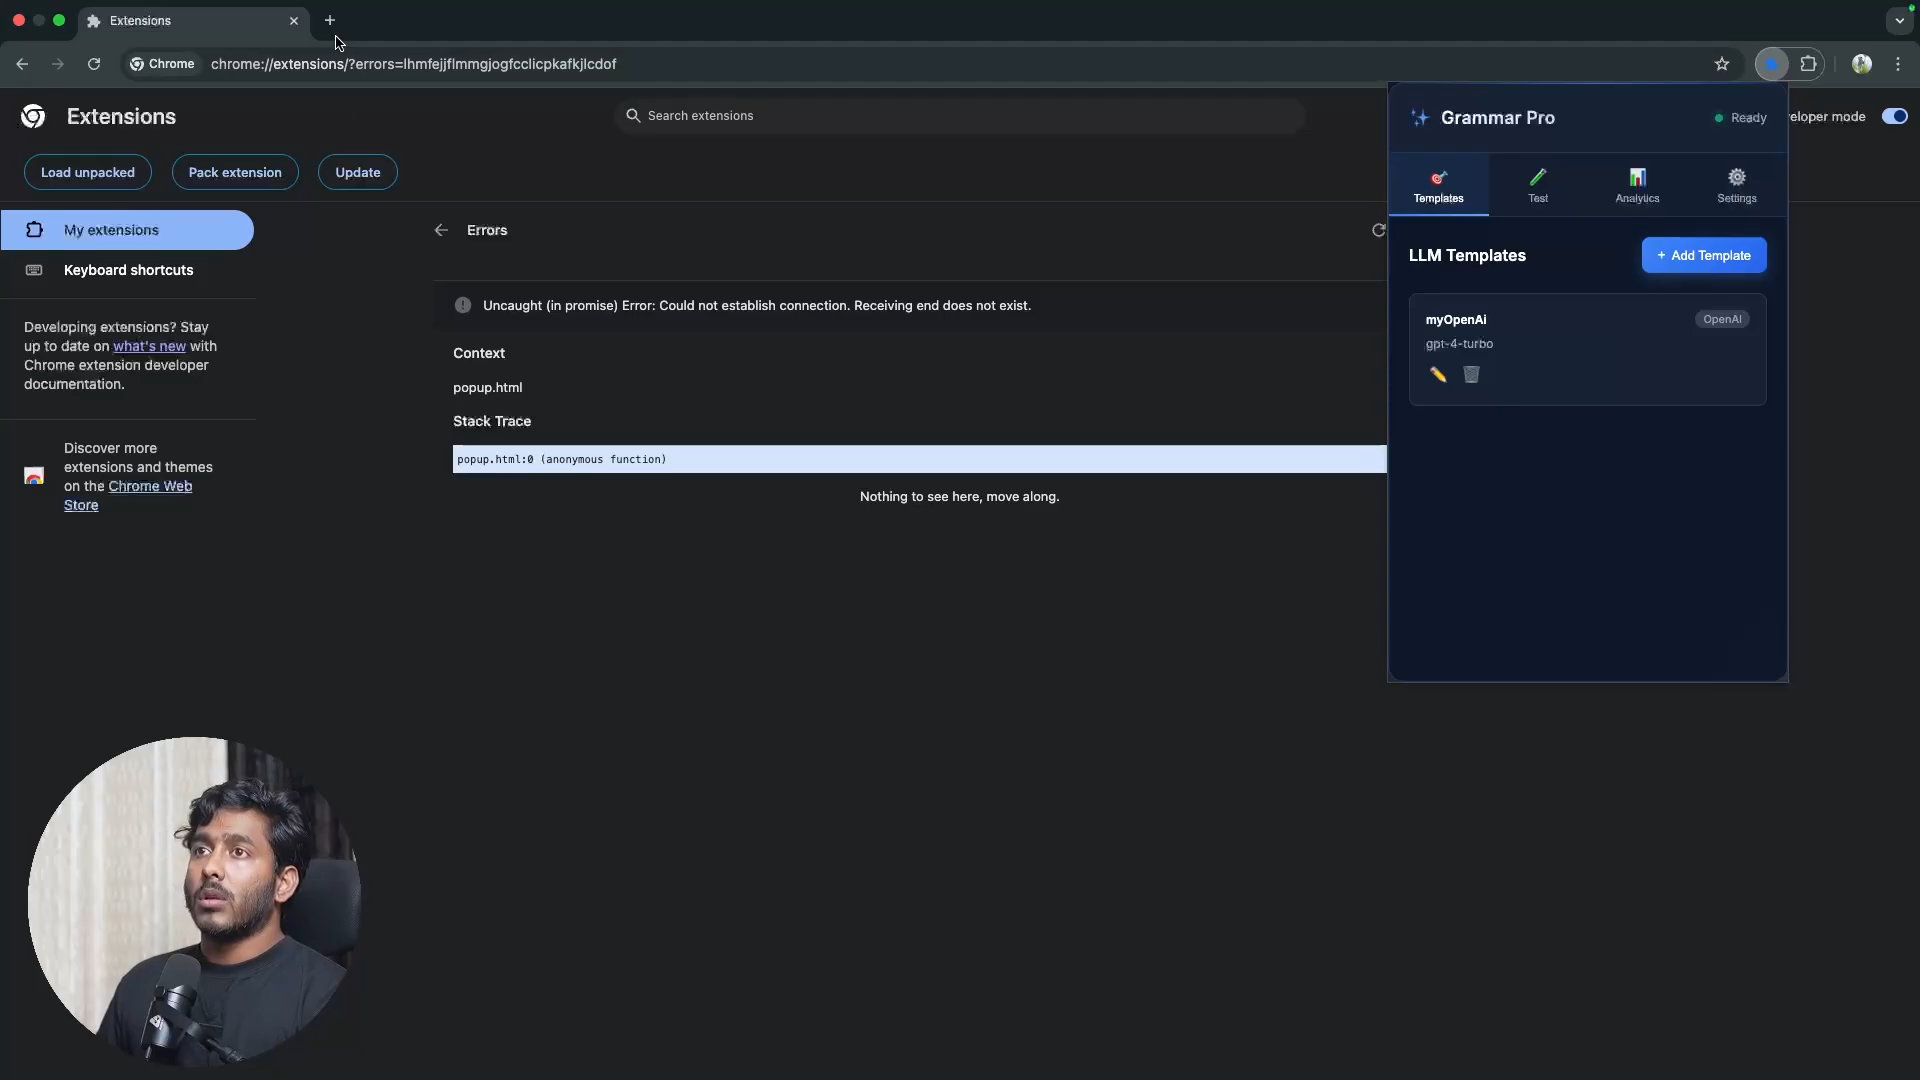 Extensions
Chrome
chrome://extensions/?errors=lhmfejjflmmgjogfcclicpkafkjlcdof
Extensions
Search extensions
eloper mode
Load unpacked
Pack extension
Update
My extensions
Keyboard shortcuts
Developing extensions? Stay
up to date on what's new with
Chrome extension developer
documentation.
Discover more
extensions and themes
on the Chrome Web
Store
Errors
Uncaught (in promise) Error: Could not establish connection. Receiving end does not exist.
Context
popup.html
Stack Trace
popup.html:0 (anonymous function)
Nothing to see here, move along.
Grammar Pro
Ready
Templates
Test
Analytics
Settings
LLM Templates
+ Add Template
myOpenAi
OpenAI
gpt-4-turbo